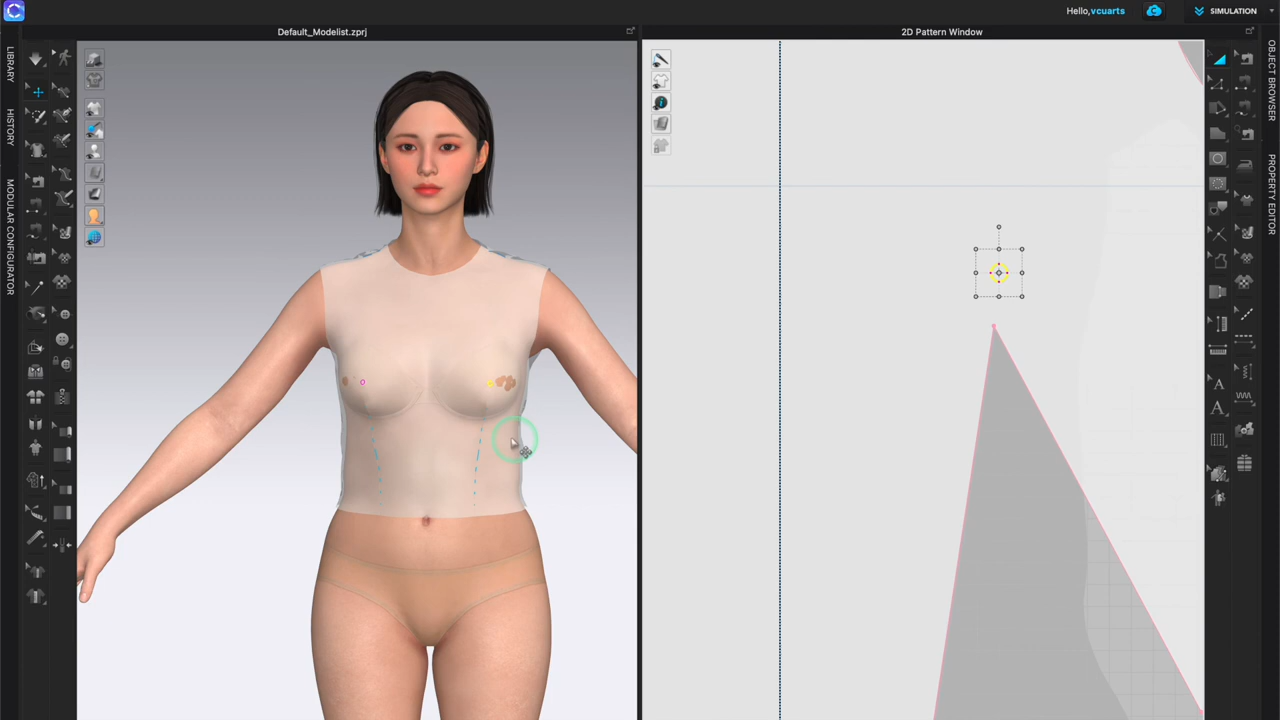 Hello,vcuarts
SIMULATION
Default_Modelist.zprj
2D Pattern Window
LIBRARY
HISTORY
MODULAR CONFIGURATOR
OBJECT BROWSER
PROPERTY EDITOR